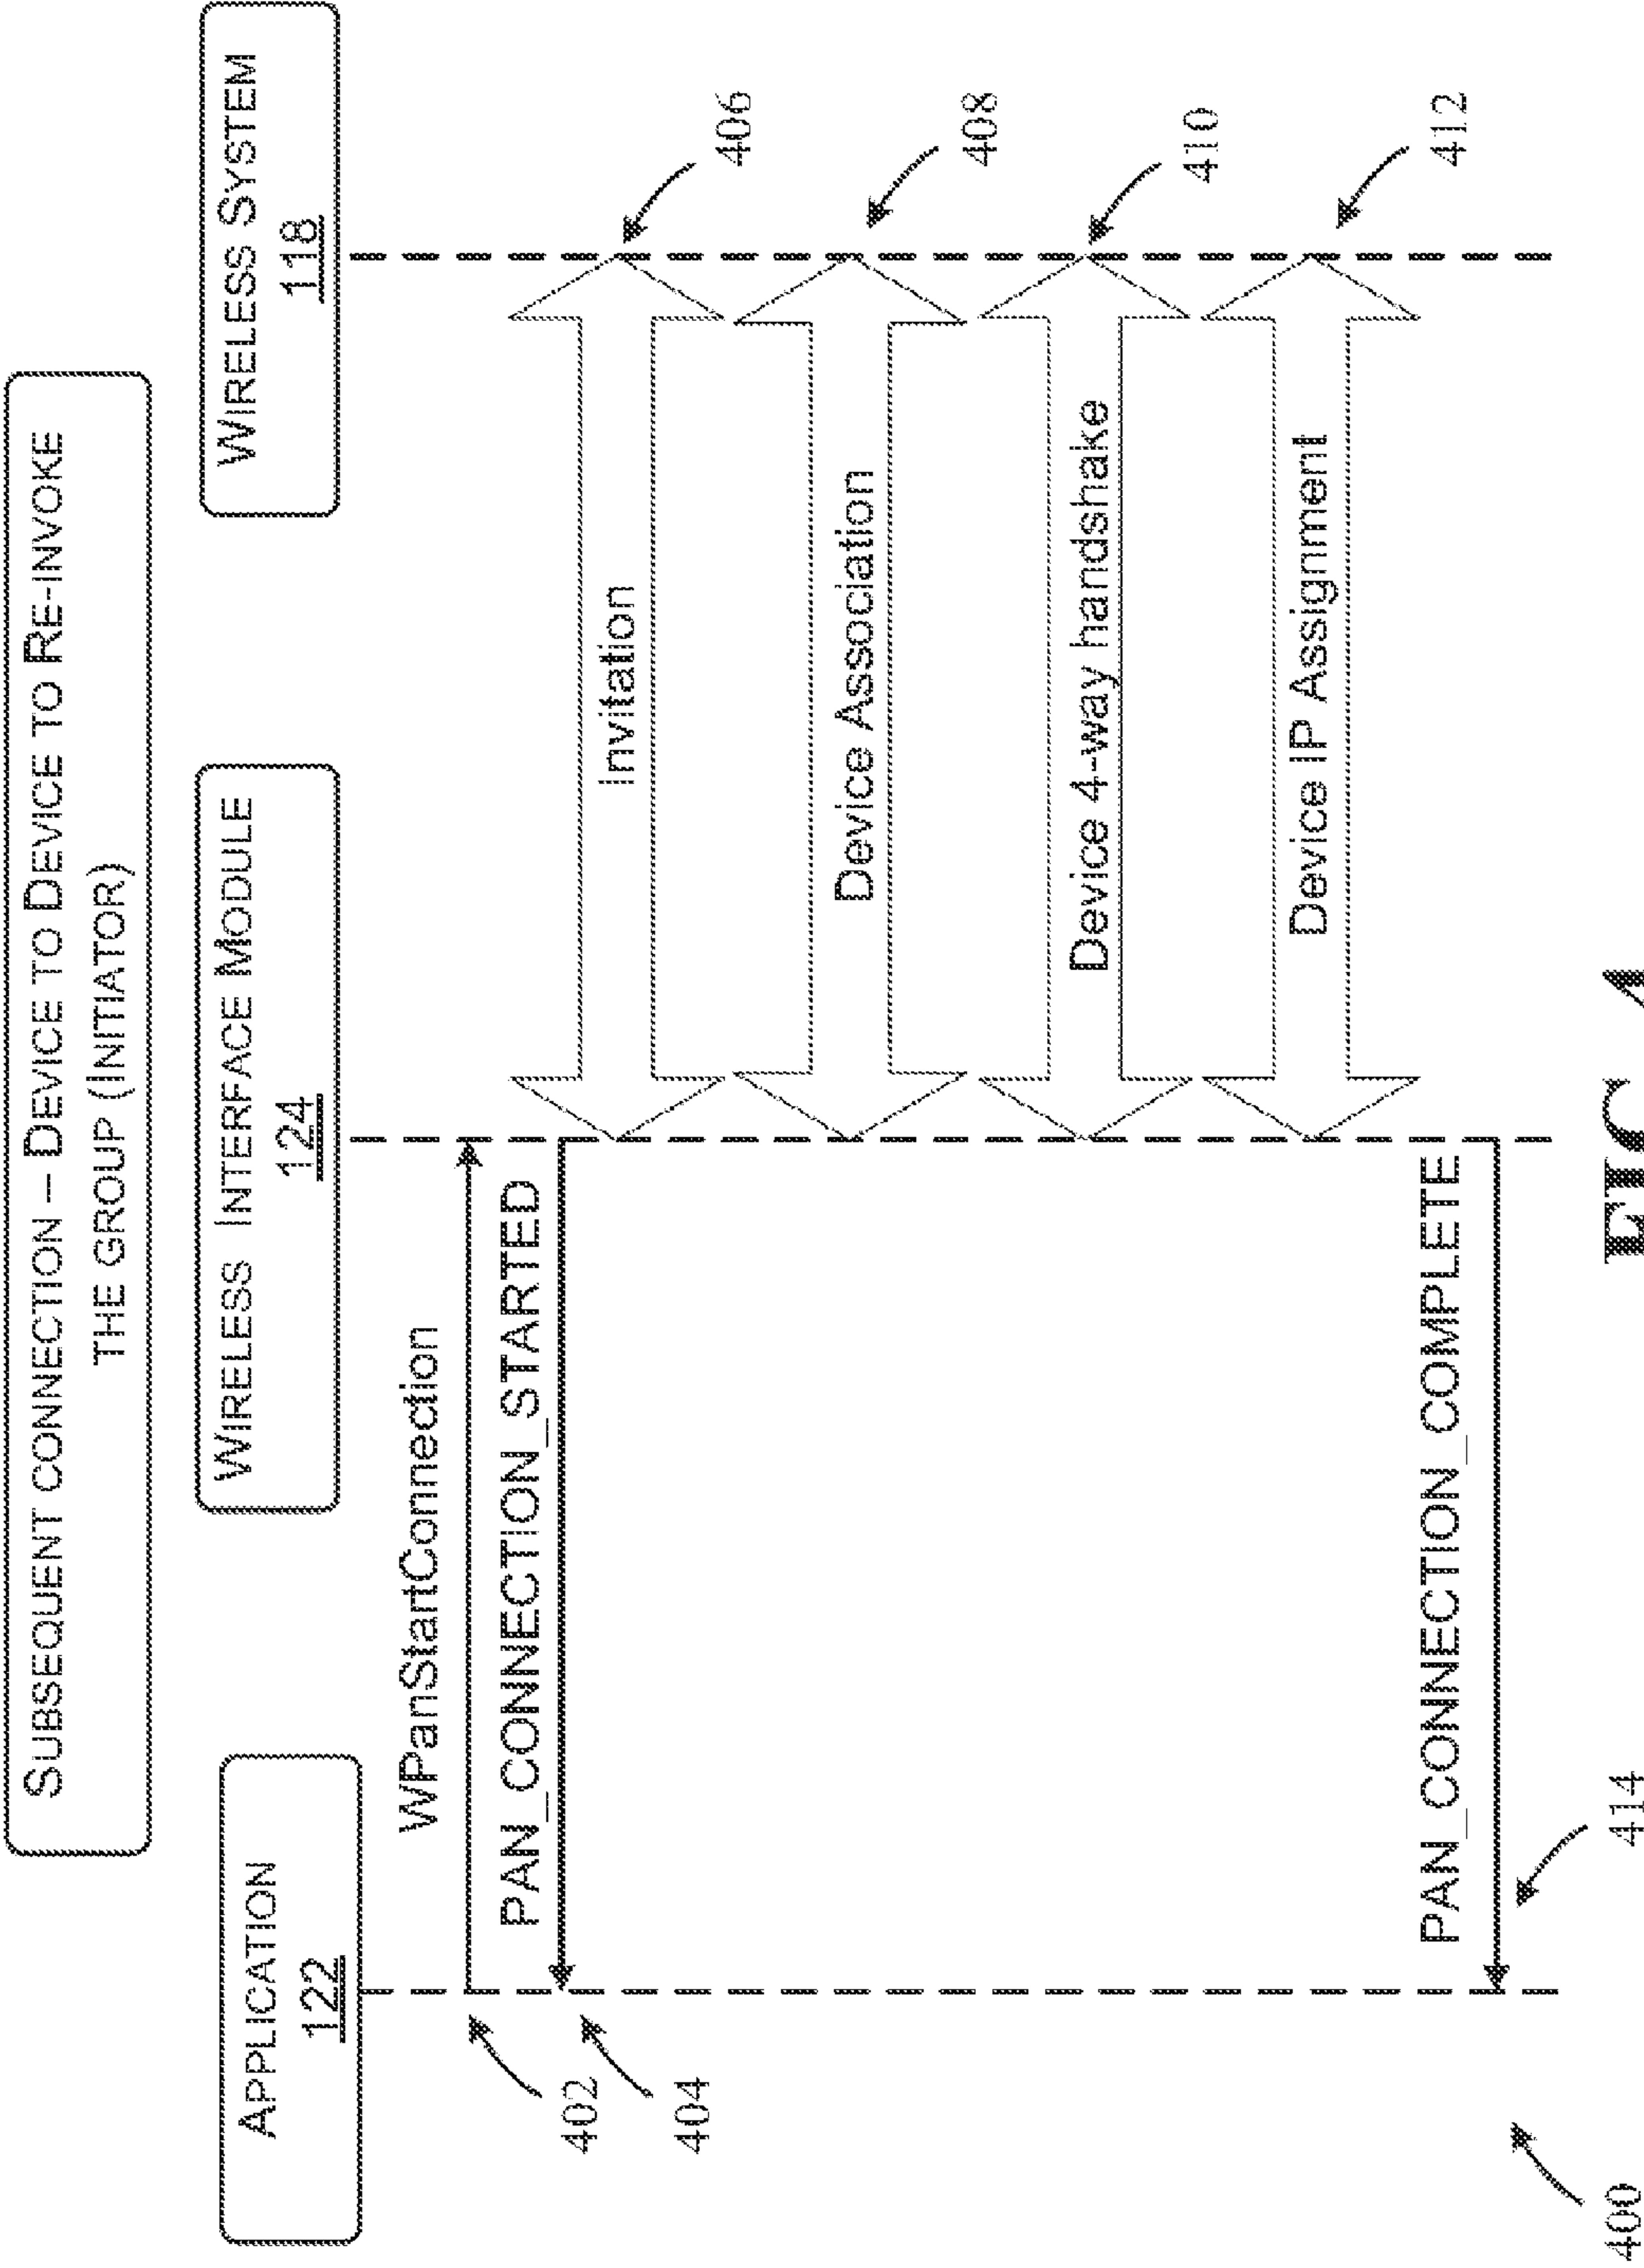 SUBSEQUENT CONNECTION – DEVICE TO DEVICE TO RE-INVOKE
THE GROUP (INITIATOR)
APPLICATION
122
WIRELESS INTERFACE MODULE
124
WIRELESS SYSTEM
118
WPanStartConnection
402
PAN_CONNECTION_STARTED
404
Invitation
406
Device Association
408
Device 4-way handshake
410
Device IP Assignment
412
PAN_CONNECTION_COMPLETE
414
400